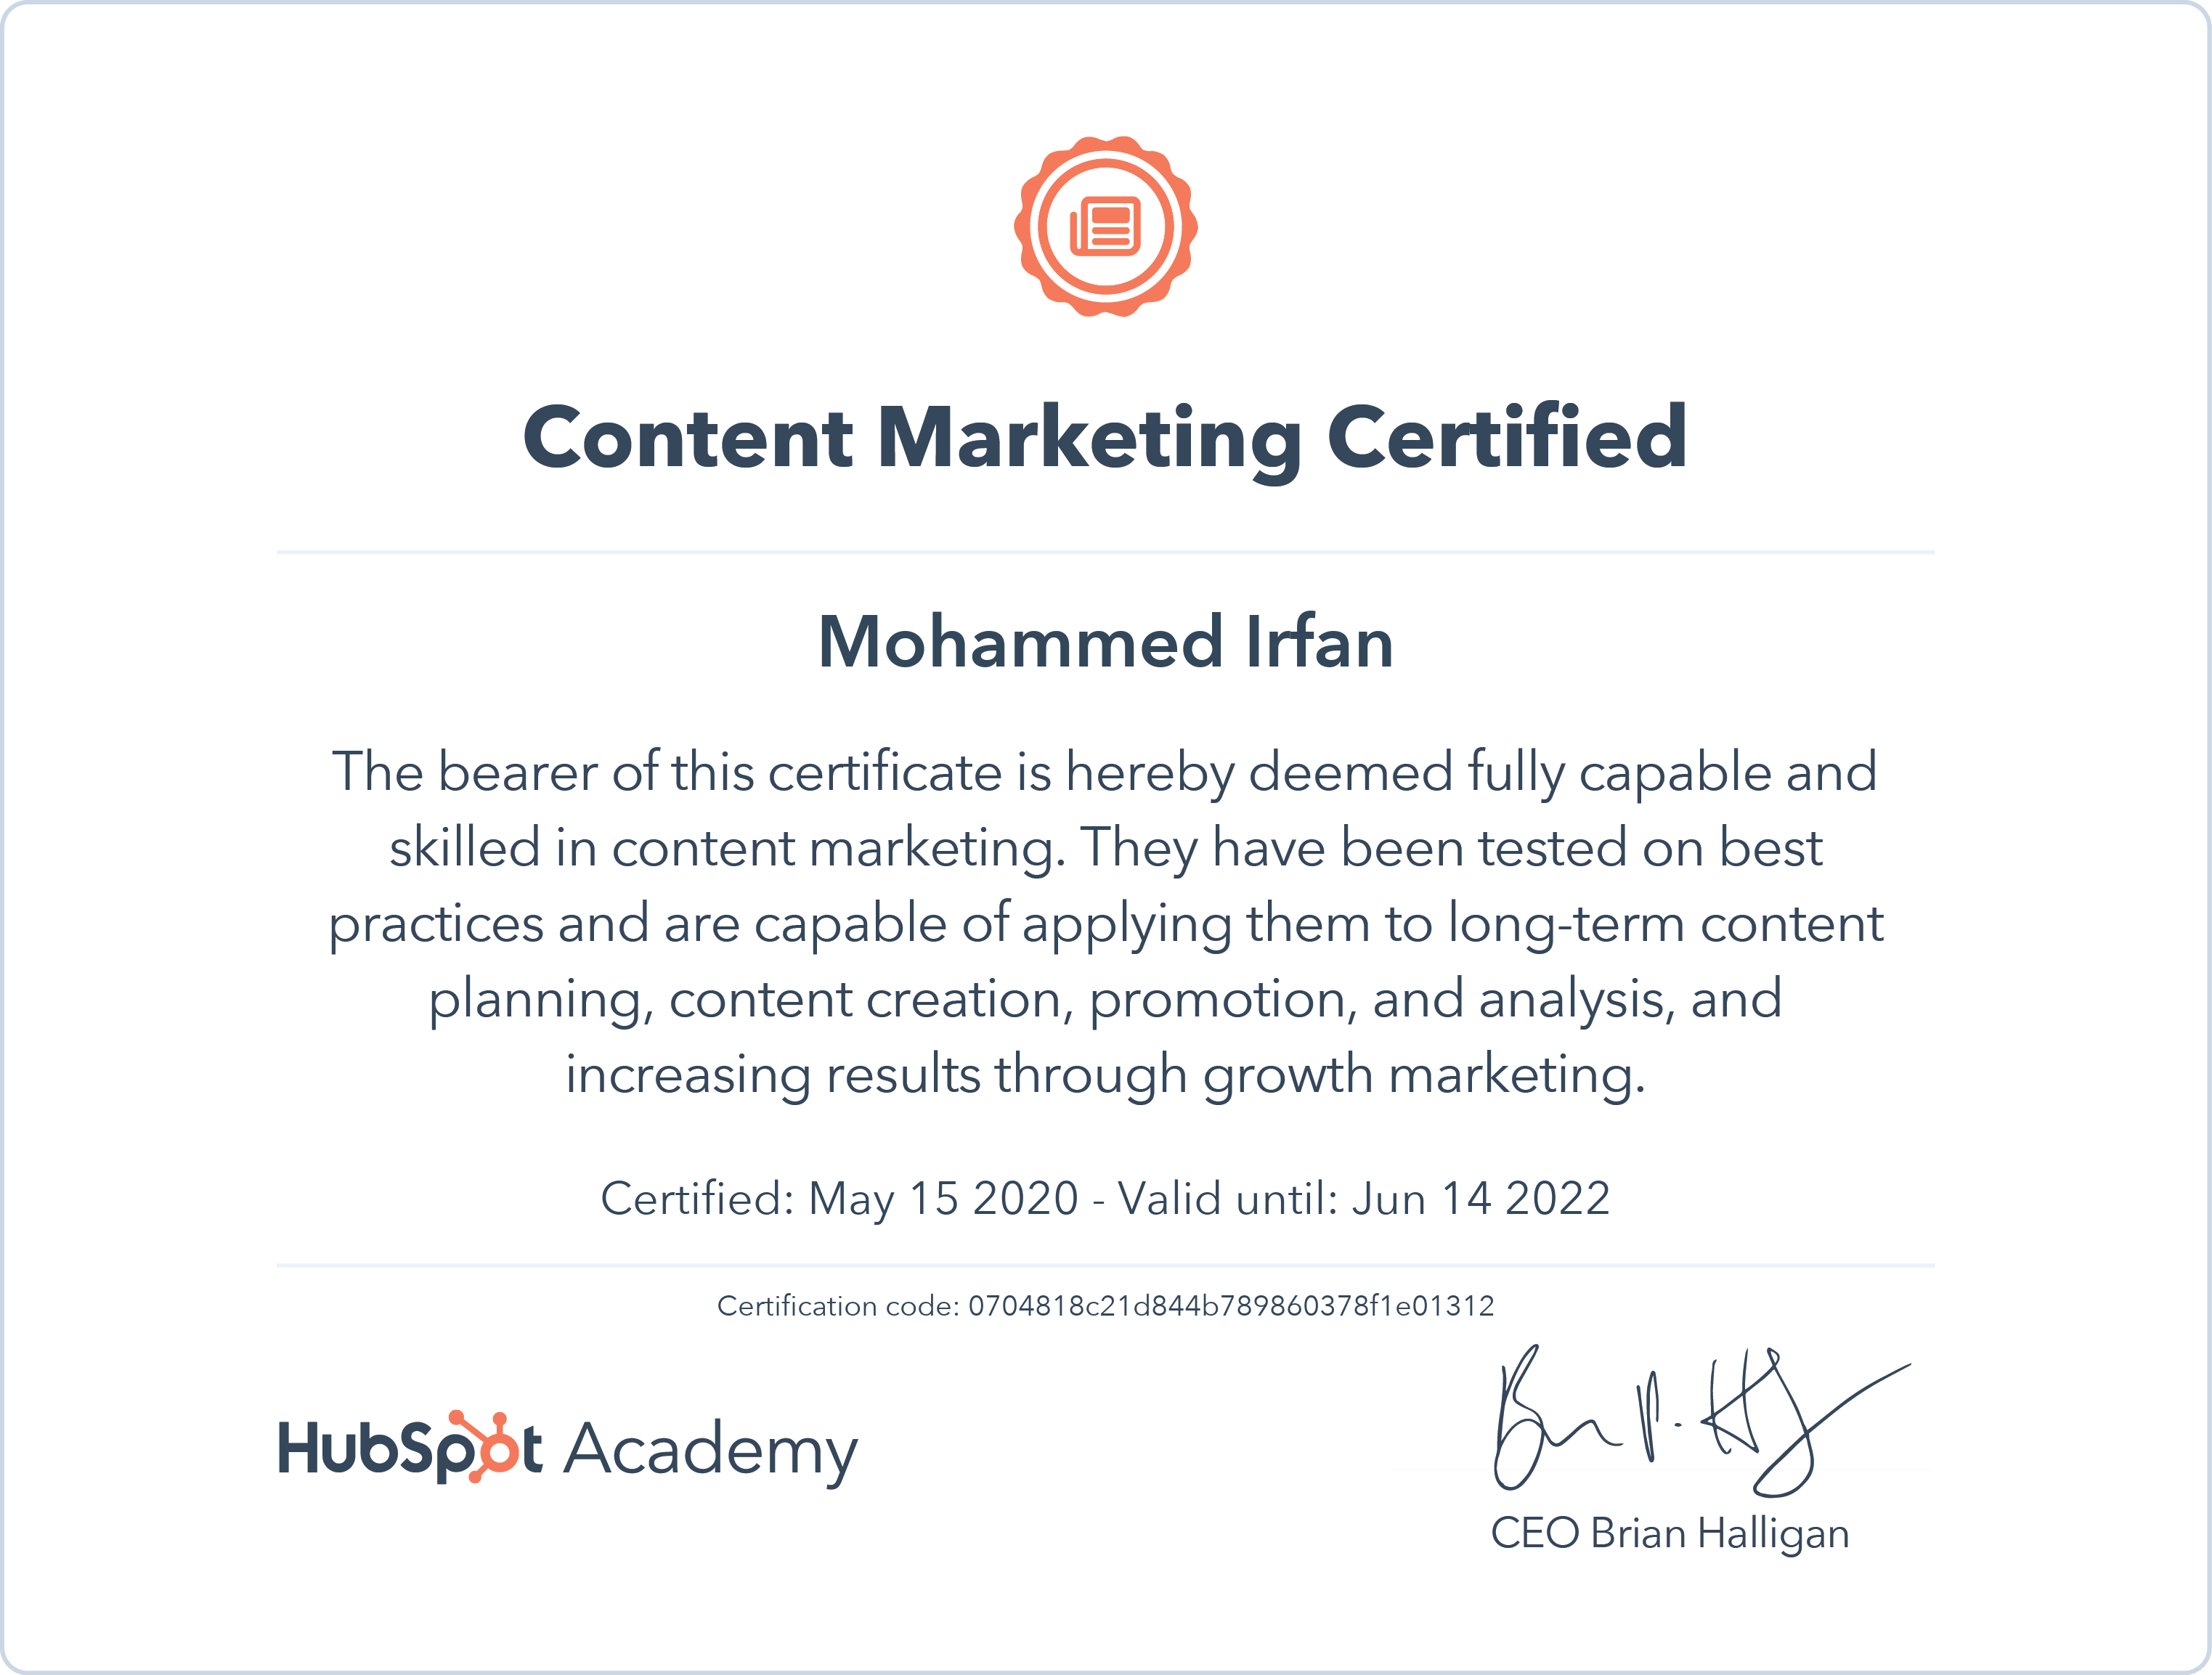 Content Marketing Certified
Mohammed Irfan
The bearer of this certificate is hereby deemed fully capable and
skilled in content marketing. They have been tested on best
practices and are capable of applying them to long-term content
planning, content creation, promotion, and analysis, and
increasing results through growth marketing.
Certified: May 15 2020 - Valid until: Jun 14 2022
Certification code: 0704818c21d844b789860378f1e01312
HubSpot Academy
CEO Brian Halligan